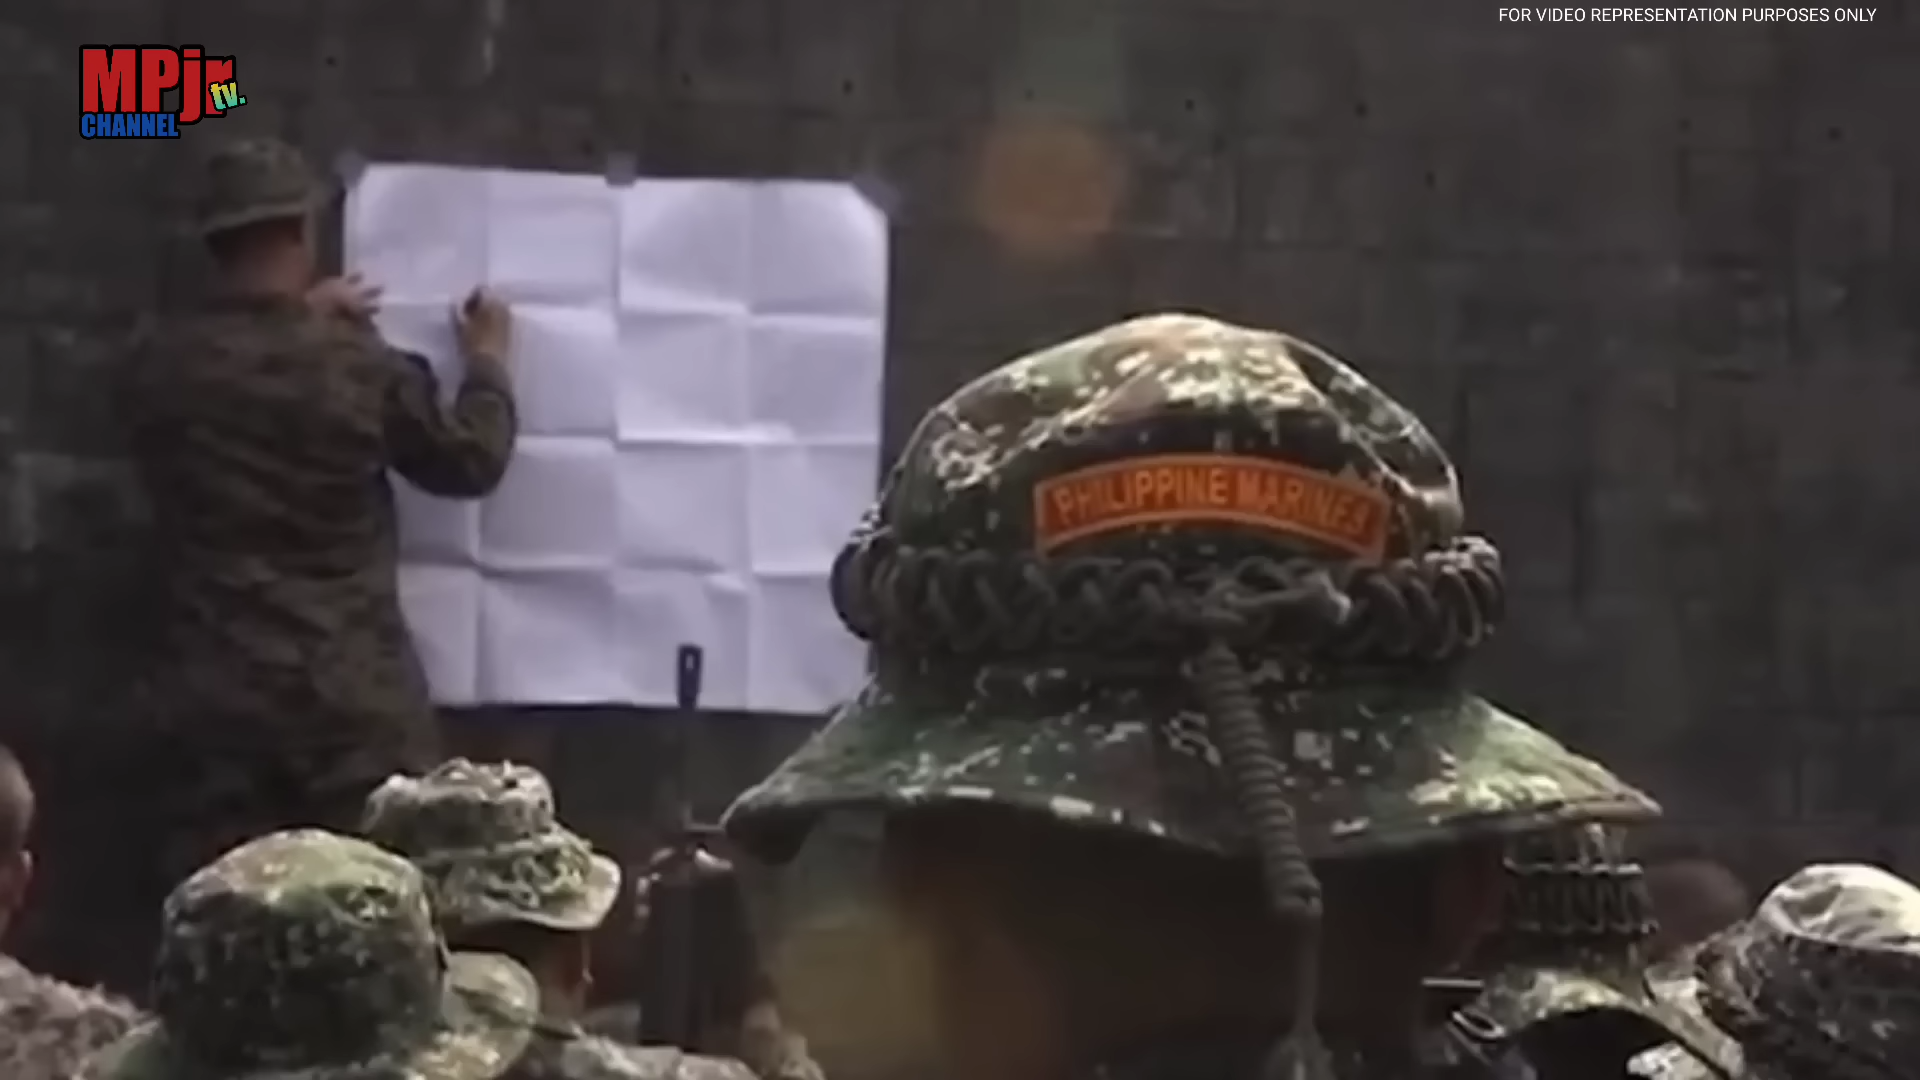 FOR VIDEO REPRESENTATION PURPOSES ONLY
MPjr
tv.
CHANNEL
PHILIPPINE MARINES